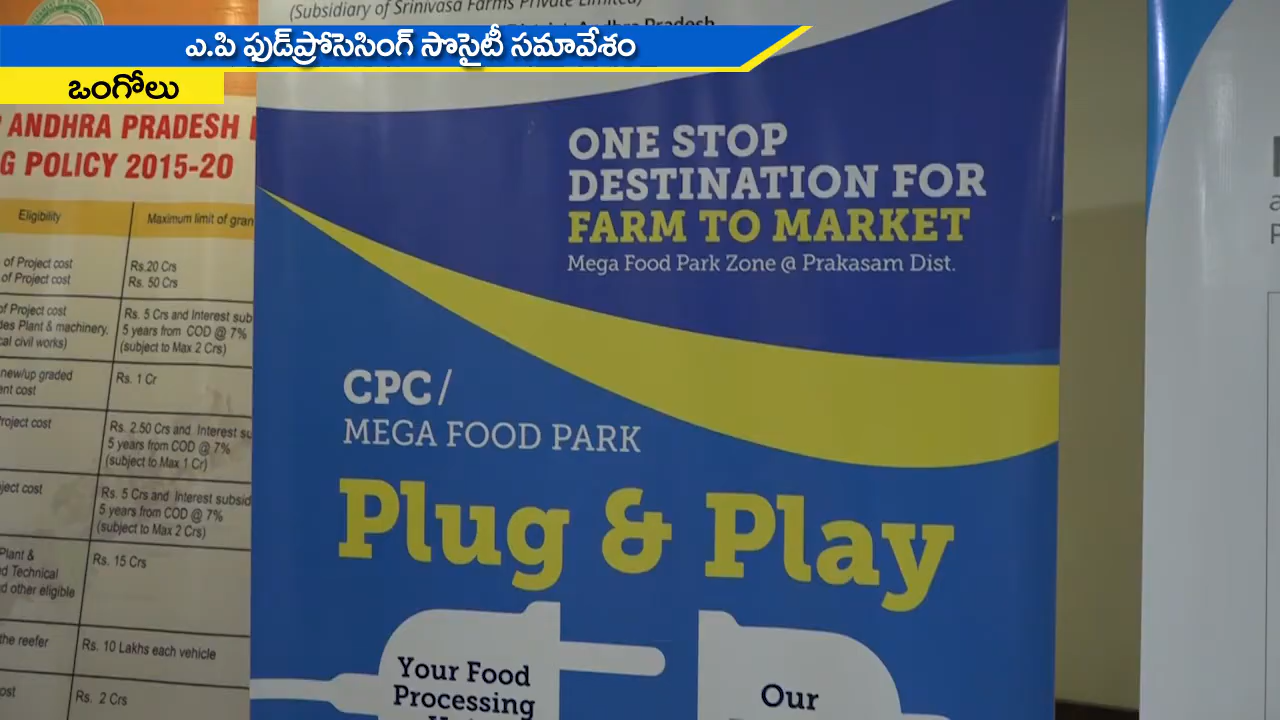 (Subsidiary of Srinivasa Farms Private Limited)
ఎ.పి ఫుడ్‌ప్రోసెసింగ్ సొసైటీ సమావేశం
ఒంగోలు
ANDHRA PRADESH
G POLICY 2015-20
Eligibility
Maximum limit of gran
of Project cost
of Project cost
Rs.20 Crs
Rs. 50 Crs
of Project cost
des Plant & machinery.
cal civil works)
Rs. 5 Crs and Interest sub
5 years from COD @ 7%
(subject to Max 2 Crs)
new/up graded
ent cost
Rs. 1 Cr
Project cost
Rs. 2.50 Crs and Interest su
5 years from COD @ 7%
(subject to Max 1 Cr)
ject cost
Rs. 5 Crs and Interest subsid
5 years from COD @ 7%
(subject to Max 2 Crs)
Plant &
d Technical
d other eligible
Rs. 15 Crs
the reefer
Rs. 10 Lakhs each vehicle
ost
Rs. 2 Crs
ONE STOP
DESTINATION FOR
FARM TO MARKET
Mega Food Park Zone @ Prakasam Dist.
CPC/
MEGA FOOD PARK
Plug & Play
Your Food
Processing
Our